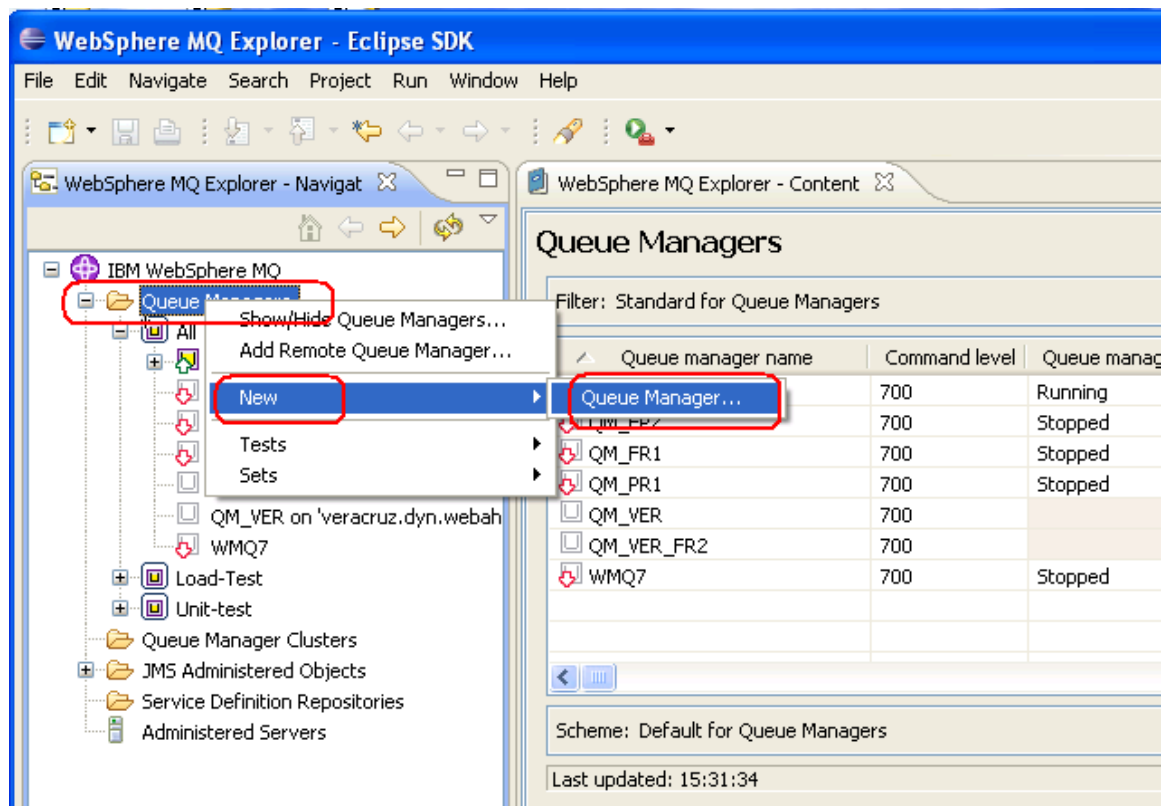 WebSphere MQ Explorer - Eclipse SDK
File Edit Navigate Search Project Run Window Help
WebSphere MQ Explorer - Navigat
IBM WebSphere MQ
Queue Managers
All
QM_VER on 'veracruz.dyn.webah
WMQ7
Load-Test
Unit-test
Queue Manager Clusters
JMS Administered Objects
Service Definition Repositories
Administered Servers
Show/Hide Queue Managers...
Add Remote Queue Manager...
New
Tests
Sets
Queue Manager...
WebSphere MQ Explorer - Content
Queue Managers
Filter: Standard for Queue Managers
Queue manager name Command level Queue manag
700 Running
700 Stopped
QM_FR1 700 Stopped
QM_PR1 700 Stopped
QM_VER 700
QM_VER_FR2 700
WMQ7 700 Stopped
Scheme: Default for Queue Managers
Last updated: 15:31:34